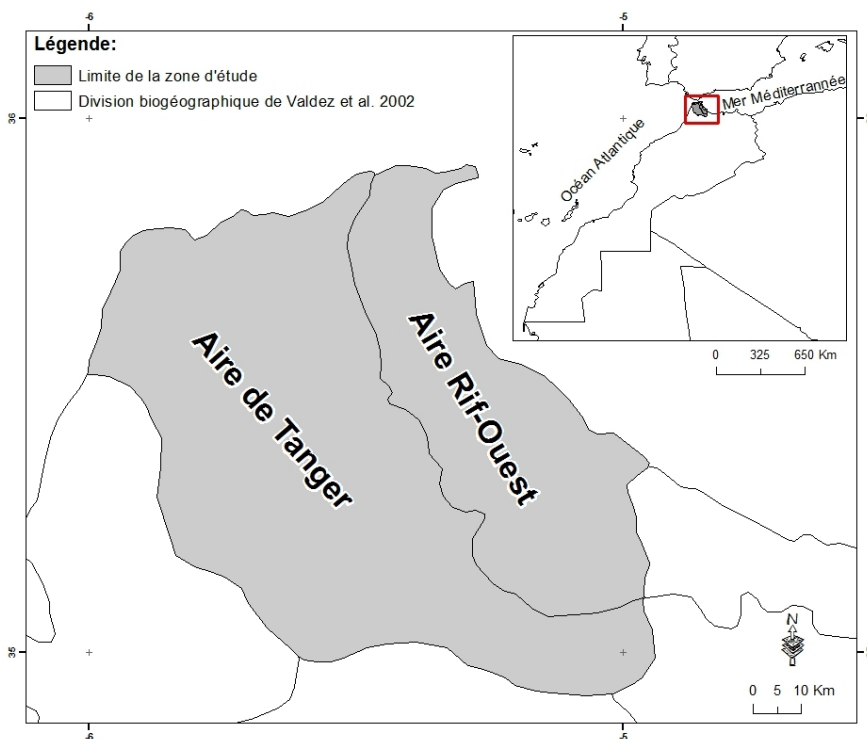 -6
-5
Légende:
Limite de la zone d'étude
Division biogéographique de Valdez et al. 2002
36
Mer Méditerrannée
Océan Atlantique
0 325 650 Km
Aire de Tanger
Aire Rif-Ouest
35
N
0 5 10 Km
-6
-5